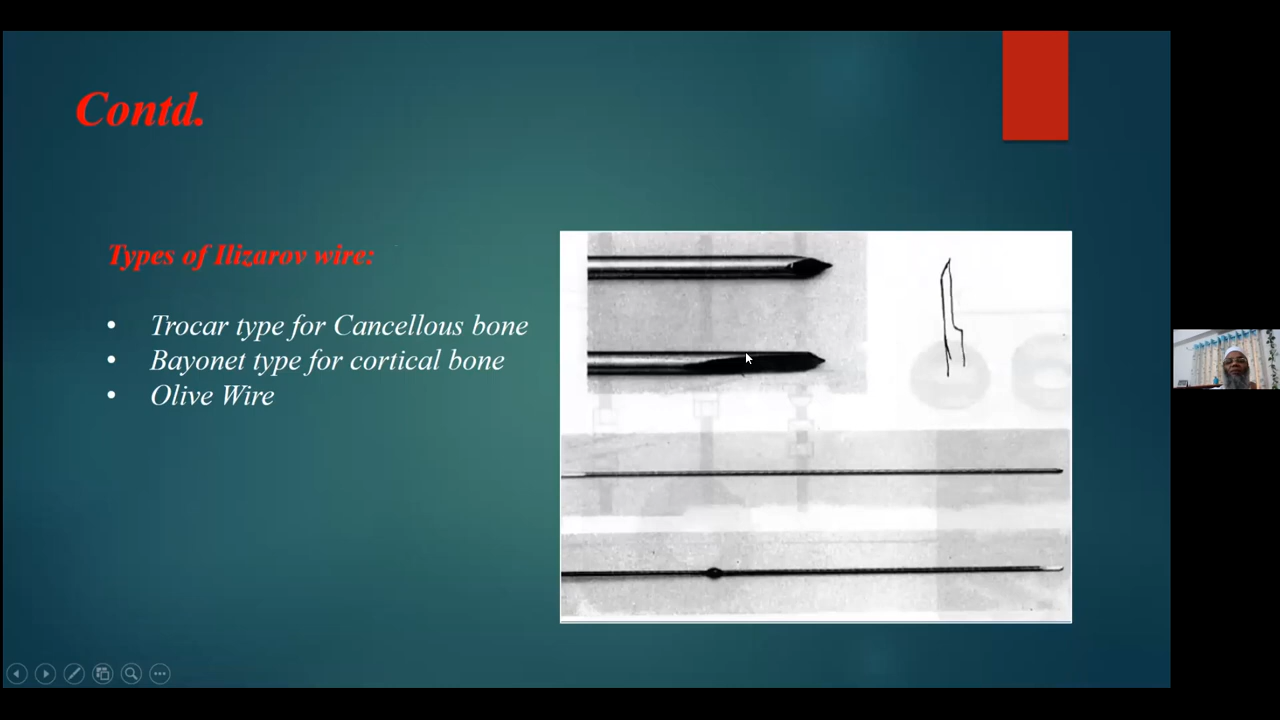 Contd.
Types of Ilizarov wire:
• Trocar type for Cancellous bone
• Bayonet type for cortical bone
• Olive Wire